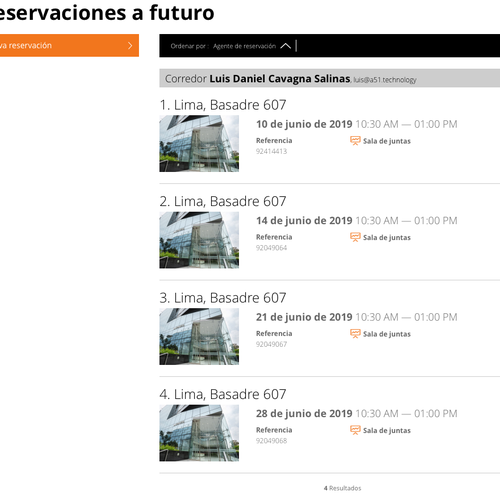 eservaciones a futuro
va reservación
Ordenar por : Agente de reservación
Corredor Luis Daniel Cavagna Salinas, luis@a51.technology
1. Lima, Basadre 607
10 de junio de 2019 10:30 AM — 01:00 PM
Referencia Sala de juntas
92414413
2. Lima, Basadre 607
14 de junio de 2019 10:30 AM — 01:00 PM
Referencia Sala de juntas
92049064
3. Lima, Basadre 607
21 de junio de 2019 10:30 AM — 01:00 PM
Referencia Sala de juntas
92049067
4. Lima, Basadre 607
28 de junio de 2019 10:30 AM — 01:00 PM
Referencia Sala de juntas
92049068
4 Resultados